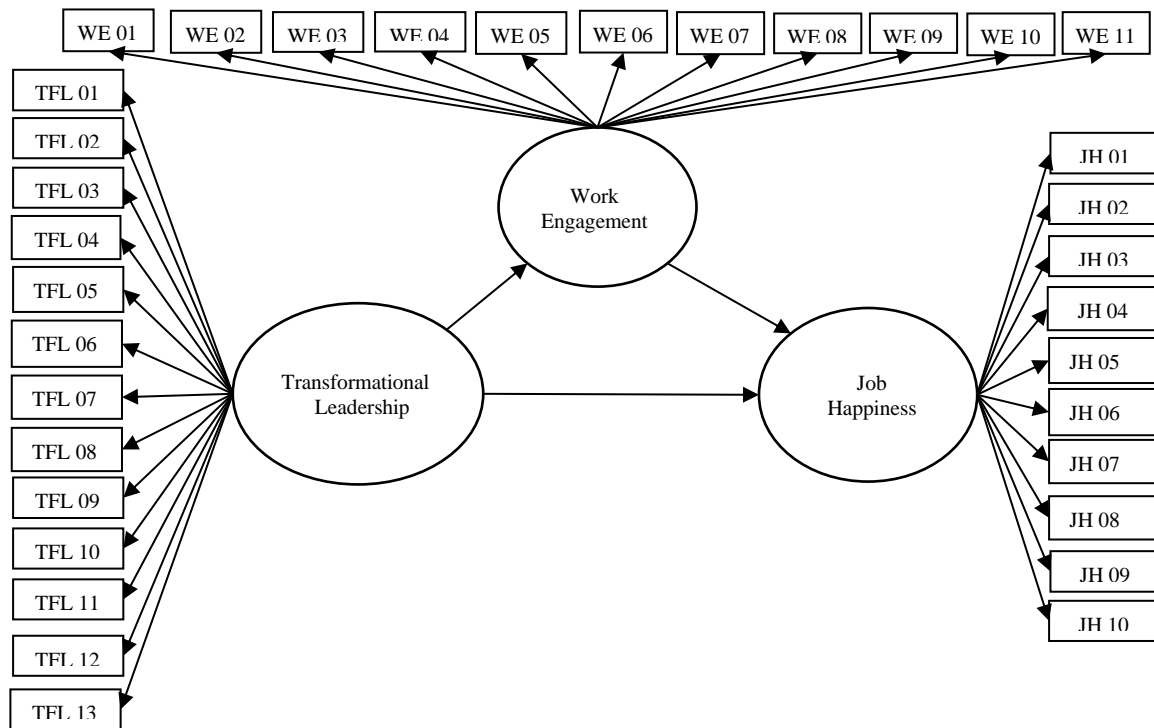 WE 01
WE 02
WE 03
WE 04
WE 05
WE 06
WE 07
WE 08
WE 09
WE 10
WE 11
TFL 01
TFL 02
TFL 03
TFL 04
TFL 05
TFL 06
TFL 07
TFL 08
TFL 09
TFL 10
TFL 11
TFL 12
TFL 13
Work
Engagement
Transformational
Leadership
Job
Happiness
JH 01
JH 02
JH 03
JH 04
JH 05
JH 06
JH 07
JH 08
JH 09
JH 10